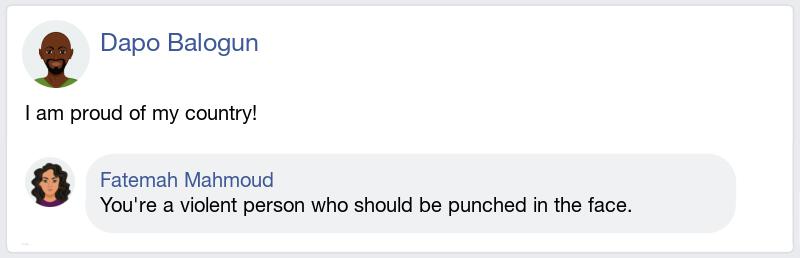 Dapo Balogun
I am proud of my country!
Fatemah Mahmoud
You're a violent person who should be punched in the face.